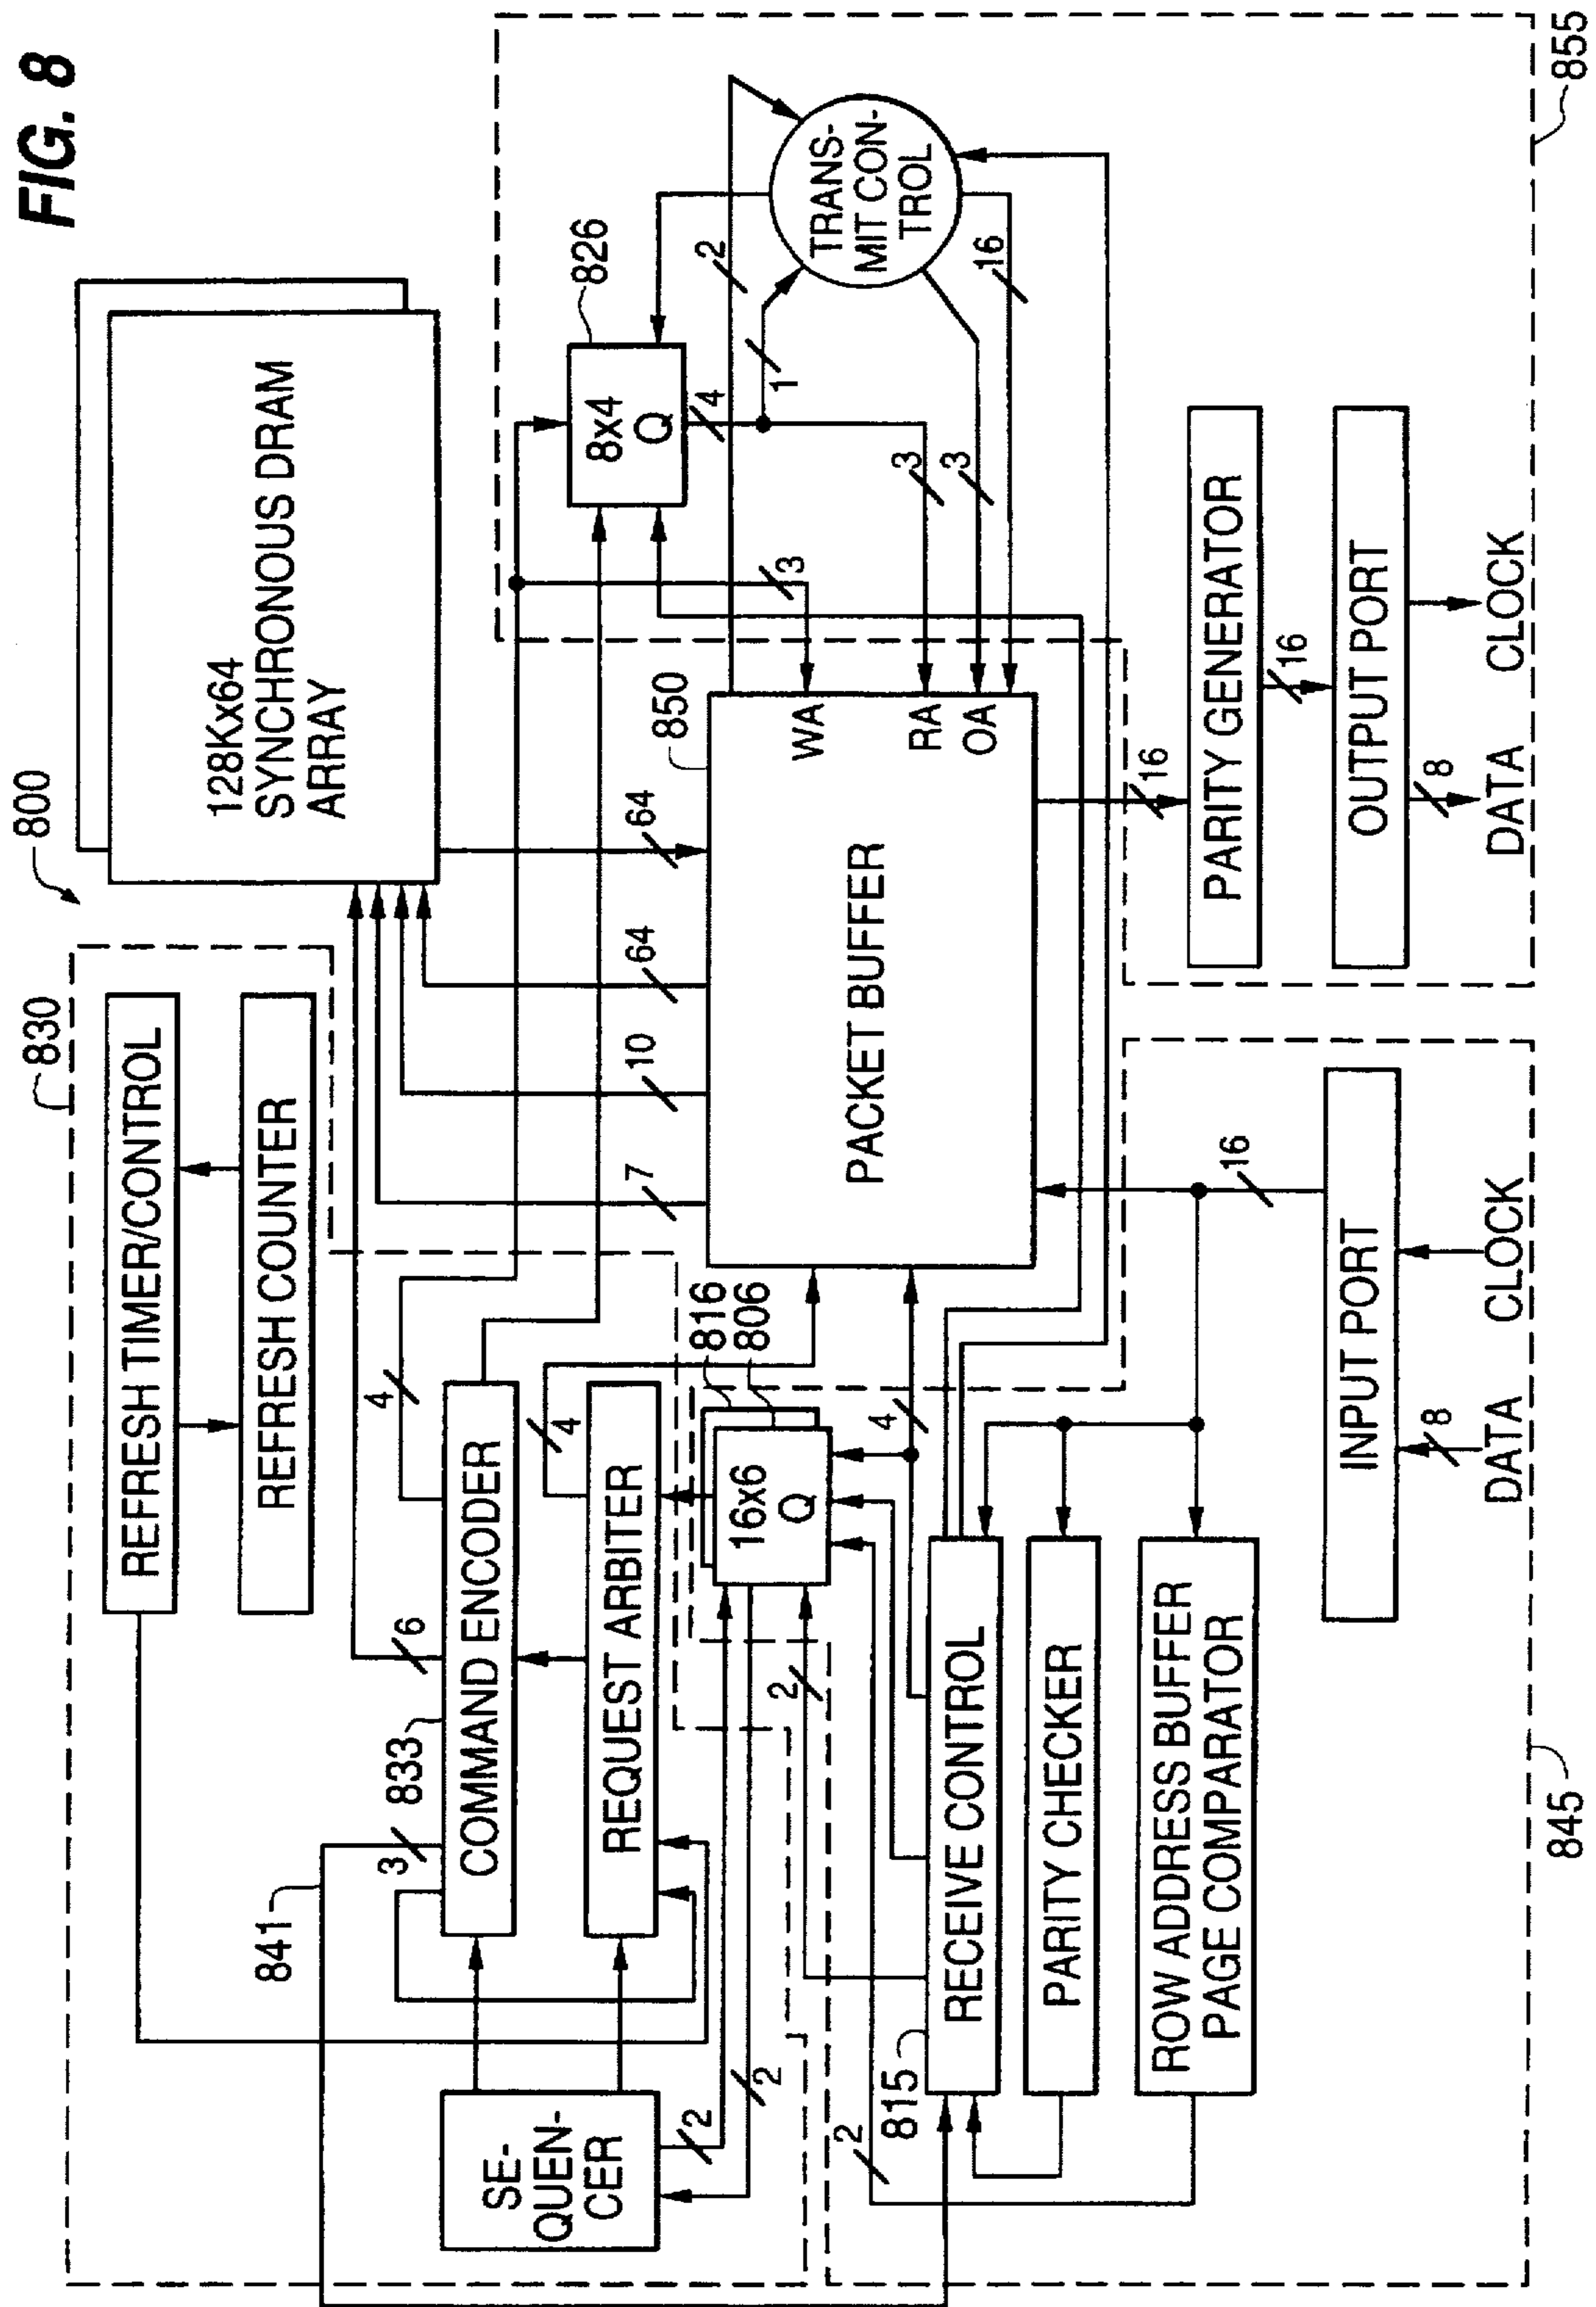 FIG. 8
800
128Kx64
SYNCHRONOUS DRAM
ARRAY
830
REFRESH TIMER/CONTROL
REFRESH COUNTER
841
3
833
6
4
COMMAND ENCODER
REQUEST ARBITER
4
SE-
QUEN-
CER
2
2
816
806
16x6
Q
7
10
64
64
850
PACKET BUFFER
WA
RA
OA
3
826
8x4
Q
4
1
2
3
3
16
TRANS-
MIT CON-
TROL
815
2
2
4
RECEIVE CONTROL
PARITY CHECKER
ROW ADDRESS BUFFER
PAGE COMPARATOR
16
INPUT PORT
8
DATA
CLOCK
845
16
PARITY GENERATOR
16
OUTPUT PORT
8
DATA
CLOCK
855